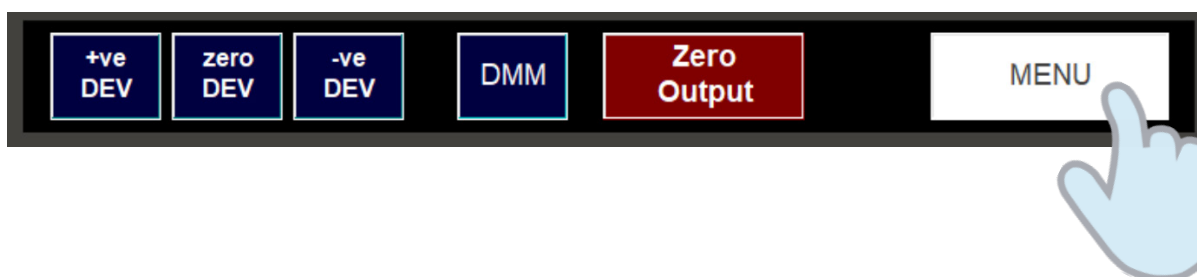 +ve
DEV
zero
DEV
-ve
DEV
DMM
Zero
Output
MENU